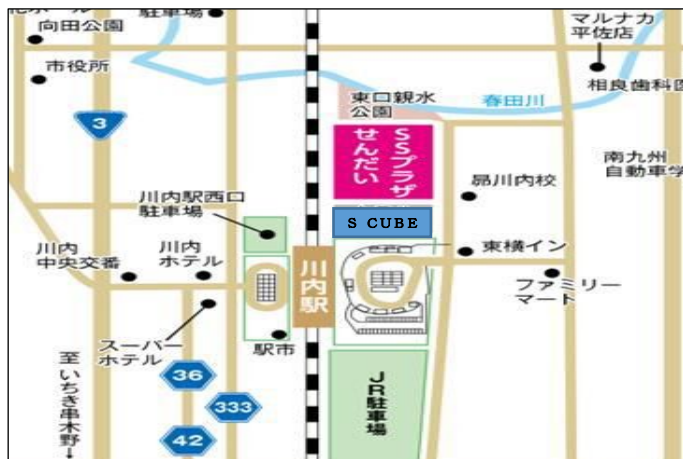 駐車場
向田公園
市役所
3
マルナカ
平佐店
相良歯科医
東口親水
公園
春田川
SSプラザ
せんだい
南九州
自動車学
川内駅西口
駐車場
昴川内校
S CUBE
川内
中央交番
川内
ホテル
川内駅
東横イン
ファミリー
マート
スーパー
ホテル
駅市
至いちき串木野→
36
333
42
JR駐車場